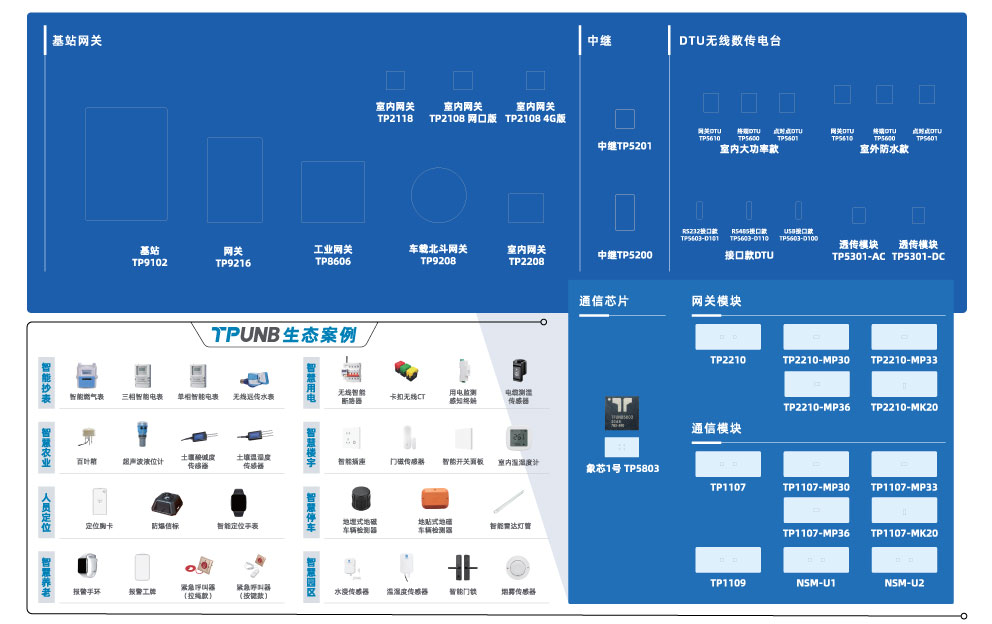 基站网关
中继
DTU无线数传电台
室内网关
TP2118
室内网关
TP2108 网口版
室内网关
TP2108 4G版
基站
TP9102
网关
TP9216
工业网关
TP8606
车载北斗网关
TP9208
室内网关
TP2208
中继TP5201
中继TP5200
网关DTU
TP5610
终端DTU
TP5600
点对点DTU
TP5601
室内大功率款
网关DTU
TP5610
终端DTU
TP5600
点对点DTU
TP5601
室外防水款
RS232接口款
TP5603-D101
RS485接口款
TP5603-D110
USB接口款
TP5603-D100
接口款DTU
透传模块
TP5301-AC
透传模块
TP5301-DC
TPUNB生态案例
智能抄表
智能燃气表
三相智能电表
单相智能电表
无线远传水表
智慧农业
百叶箱
超声波液位计
土壤酸碱度
传感器
土壤温湿度
传感器
人员定位
定位胸卡
防爆信标
智能定位手表
智慧养老
报警手环
报警工牌
紧急呼叫器
（拉绳款）
紧急呼叫器
（按键款）
智慧用电
无线智能
断路器
卡扣无线CT
用电监测
感知终端
电缆测温
传感器
智慧楼宇
智能插座
门磁传感器
智能开关面板
室内温湿度计
智慧停车
地埋式地磁
车辆检测器
地贴式地磁
车辆检测器
智能雷达灯管
智慧园区
水浸传感器
温湿度传感器
智能门锁
烟雾传感器
通信芯片
象芯1号 TP5803
网关模块
TP2210
TP2210-MP30
TP2210-MP33
TP2210-MP36
TP2210-MK20
通信模块
TP1107
TP1107-MP30
TP1107-MP33
TP1107-MP36
TP1107-MK20
TP1109
NSM-U1
NSM-U2